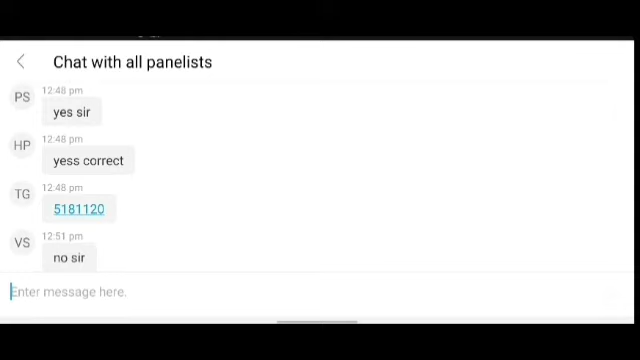 Chat with all panelists
PS
12:48 pm
yes sir
HP
12:48 pm
yess correct
TG
12:48 pm
5181120
VS
12:51 pm
no sir
Enter message here.